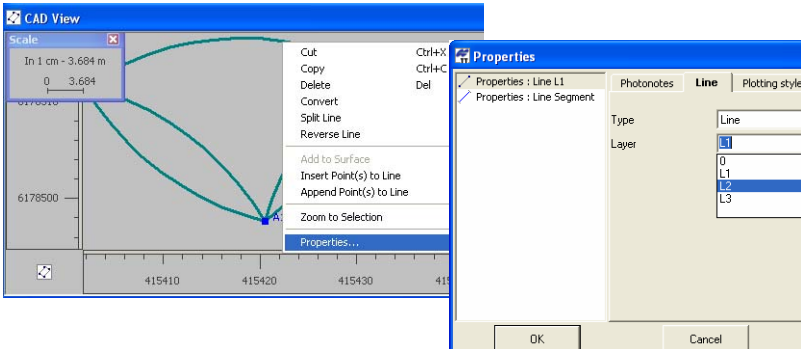 CAD View
Scale
In 1 cm - 3.684 m
0 3.684
6178510
6178500
A1
415410
415420
415430
415
Cut Ctrl+X
Copy Ctrl+C
Delete Del
Convert
Split Line
Reverse Line
Add to Surface
Insert Point(s) to Line
Append Point(s) to Line
Zoom to Selection
Properties...
Properties
Properties : Line L1
Properties : Line Segment
Photonotes
Line
Plotting style
Type
Line
Layer
L1
0
L1
L2
L3
OK
Cancel